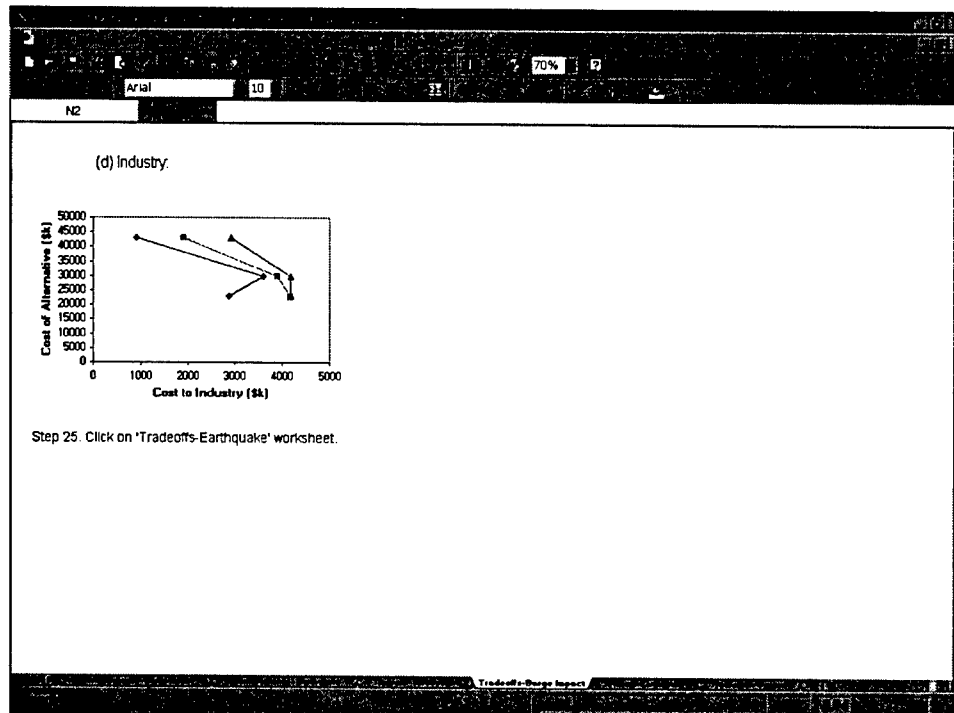 70%
Arial 10
N2
(d) Industry:
50000
45000
40000
35000
30000
25000
20000
15000
10000
5000
0
Cost of Alternative ($k)
0 1000 2000 3000 4000 5000
Cost to Industry ($k)
Step 25. Click on 'Tradeoffs-Earthquake' worksheet.
Tradeoffs-Barge Impact